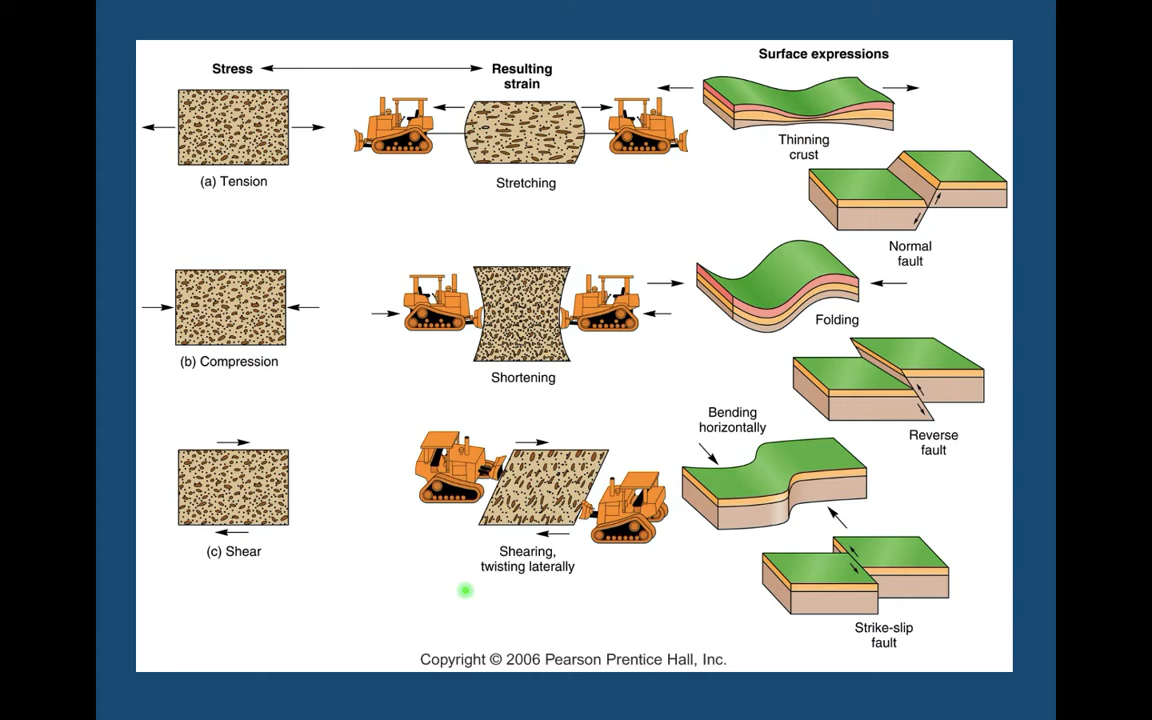 Stress
Resulting
strain
Surface expressions
(a) Tension
Stretching
Thinning
crust
Normal
fault
(b) Compression
Shortening
Folding
Reverse
fault
(c) Shear
Shearing,
twisting laterally
Bending
horizontally
Strike-slip
fault
Copyright © 2006 Pearson Prentice Hall, Inc.